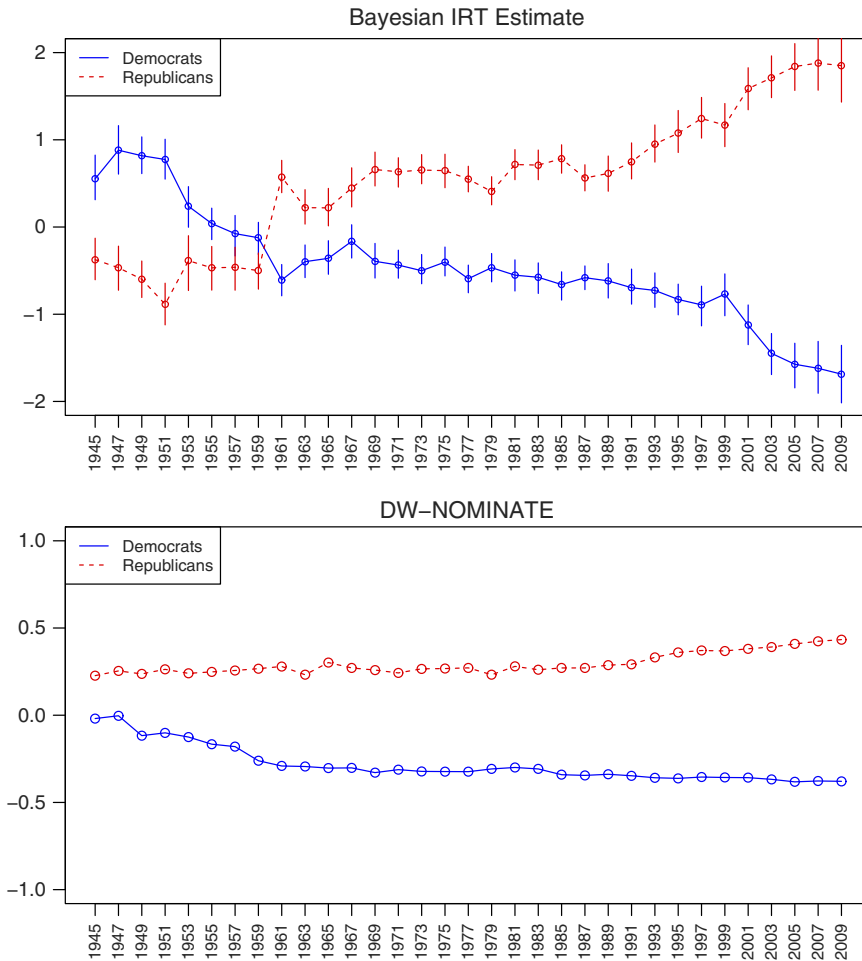 Bayesian IRT Estimate
Democrats
Republicans
2
1
0
−1
−2
1945 1947 1949 1951 1953 1955 1957 1959 1961 1963 1965 1967 1969 1971 1973 1975 1977 1979 1981 1983 1985 1987 1989 1991 1993 1995 1997 1999 2001 2003 2005 2007 2009
DW−NOMINATE
Democrats
Republicans
1.0
0.5
0.0
−0.5
−1.0
1945 1947 1949 1951 1953 1955 1957 1959 1961 1963 1965 1967 1969 1971 1973 1975 1977 1979 1981 1983 1985 1987 1989 1991 1993 1995 1997 1999 2001 2003 2005 2007 2009